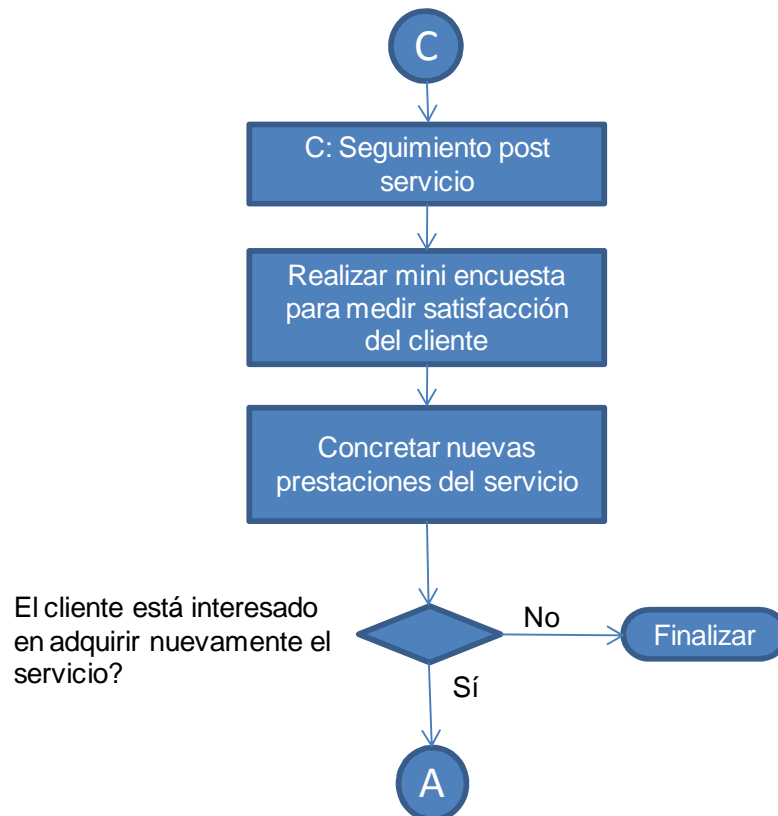 C
C: Seguimiento post
servicio
Realizar mini encuesta
para medir satisfacción
del cliente
Concretar nuevas
prestaciones del servicio
El cliente está interesado
en adquirir nuevamente el
servicio?
No
Finalizar
Sí
A